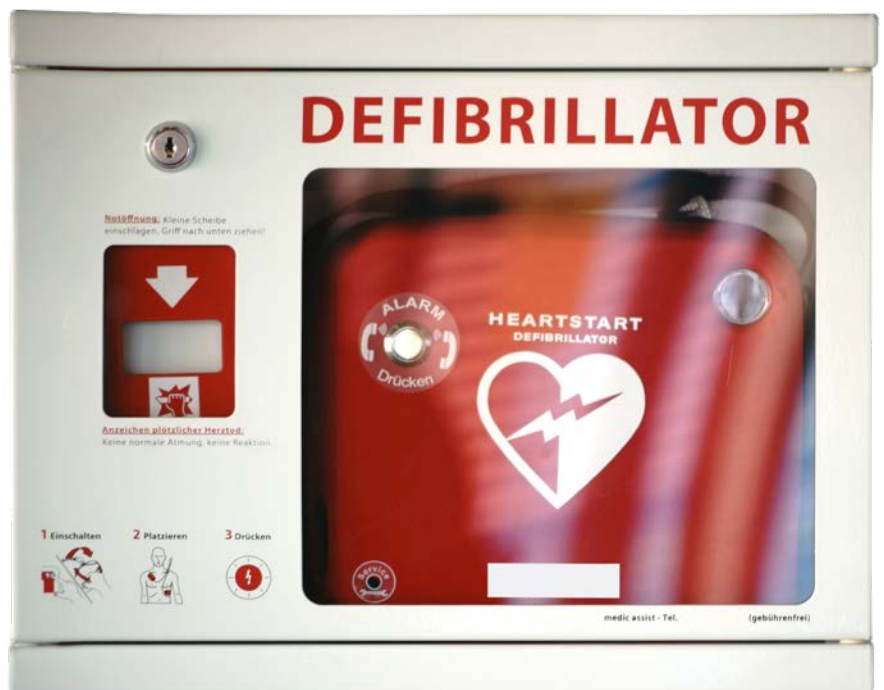 DEFIBRILLATOR
Notöffnung: Kleine Scheibe
einschlagen, Griff nach unten ziehen!
ALARM
Drücken
HEARTSTART
DEFIBRILLATOR
Anzeichen plötzlicher Herztod:
Keine normale Atmung, keine Reaktion
1 Einschalten
2 Platzieren
3 Drücken
Service
medic assist - Tel.
(gebührenfrei)